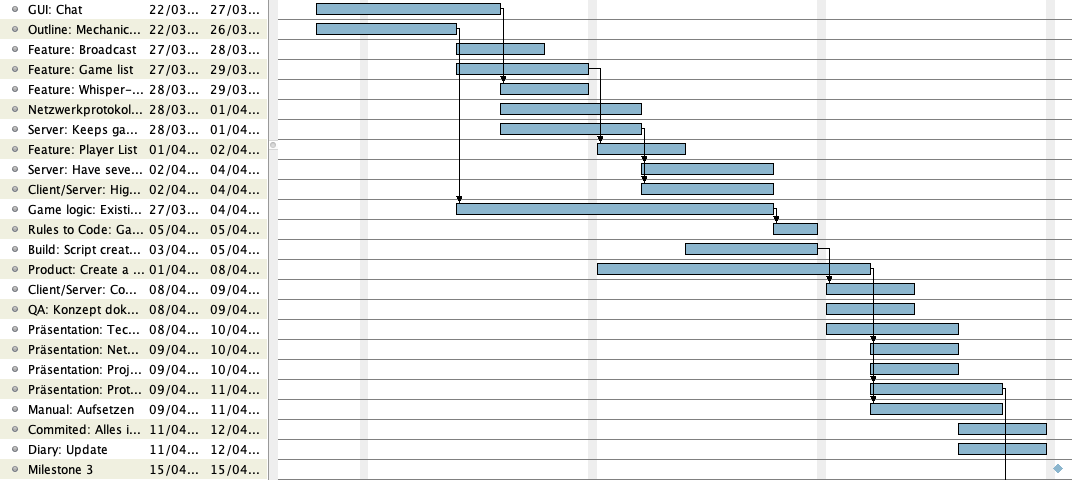 GUI: Chat 22/03... 27/03...
Outline: Mechanic... 22/03... 26/03...
Feature: Broadcast 27/03... 28/03...
Feature: Game list 27/03... 29/03...
Feature: Whisper-... 28/03... 29/03...
Netzwerkprotokol... 28/03... 01/04...
Server: Keeps ga... 28/03... 01/04...
Feature: Player List 01/04... 02/04...
Server: Have seve... 02/04... 04/04...
Client/Server: Hig... 02/04... 04/04...
Game logic: Existi... 27/03... 04/04...
Rules to Code: Ga... 05/04... 05/04...
Build: Script creat... 03/04... 05/04...
Product: Create a ... 01/04... 08/04...
Client/Server: Co... 08/04... 09/04...
QA: Konzept dok... 08/04... 09/04...
Präsentation: Tec... 08/04... 10/04...
Präsentation: Net... 09/04... 10/04...
Präsentation: Proj... 09/04... 10/04...
Präsentation: Prot... 09/04... 11/04...
Manual: Aufsetzen 09/04... 11/04...
Commited: Alles i... 11/04... 12/04...
Diary: Update 11/04... 12/04...
Milestone 3 15/04... 15/04...